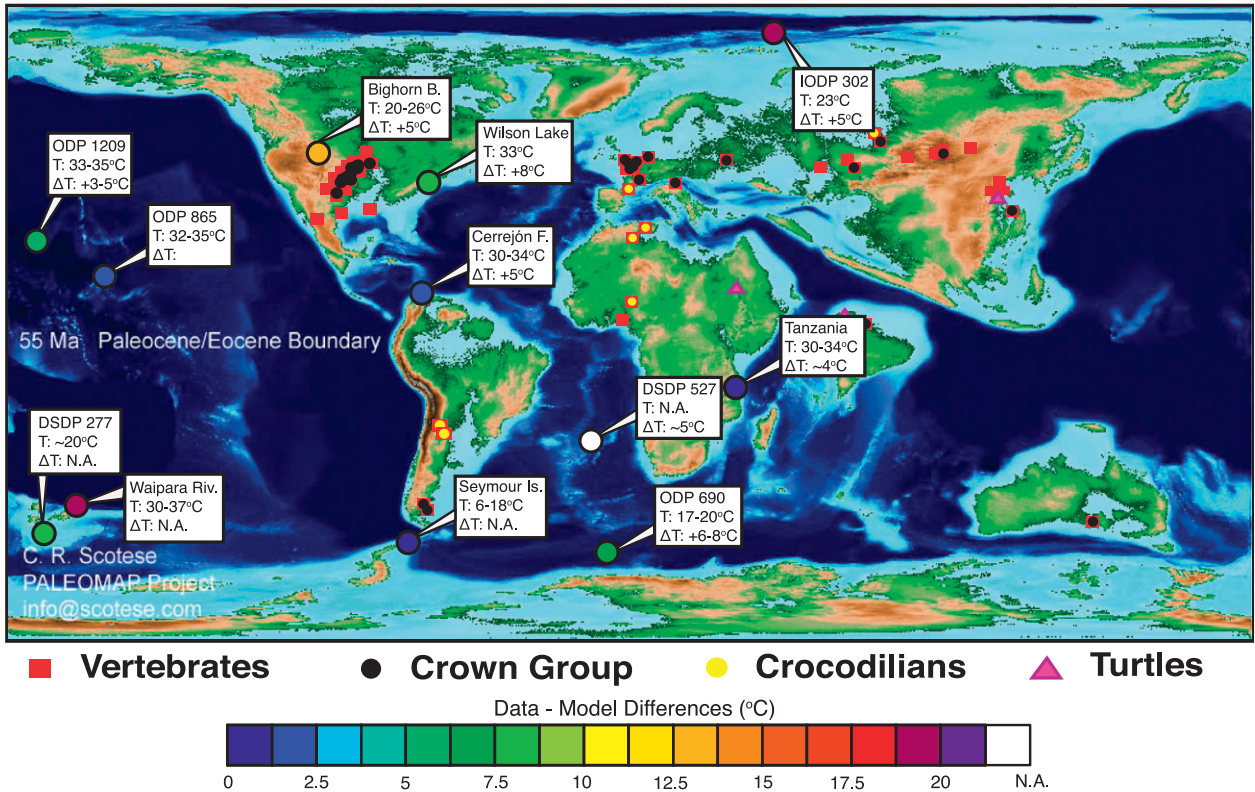 Bighorn B.
T: 20-26°C
ΔT: +5°C
IODP 302
T: 23°C
ΔT: +5°C
Wilson Lake
T: 33°C
ΔT: +8°C
ODP 1209
T: 33-35°C
ΔT: +3-5°C
ODP 865
T: 32-35°C
ΔT:
Cerrejón F.
T: 30-34°C
ΔT: +5°C
55 Ma Paleocene/Eocene Boundary
Tanzania
T: 30-34°C
ΔT: ~4°C
DSDP 527
T: N.A.
ΔT: ~5°C
DSDP 277
T: ~20°C
ΔT: N.A.
Waipara Riv.
T: 30-37°C
ΔT: N.A.
Seymour Is.
T: 6-18°C
ΔT: N.A.
ODP 690
T: 17-20°C
ΔT: +6-8°C
C. R. Scotese
PALEOMAP Project
info@scotese.com
Vertebrates Crown Group Crocodilians Turtles
Data - Model Differences (°C)
0 2.5 5 7.5 10 12.5 15 17.5 20 N.A.